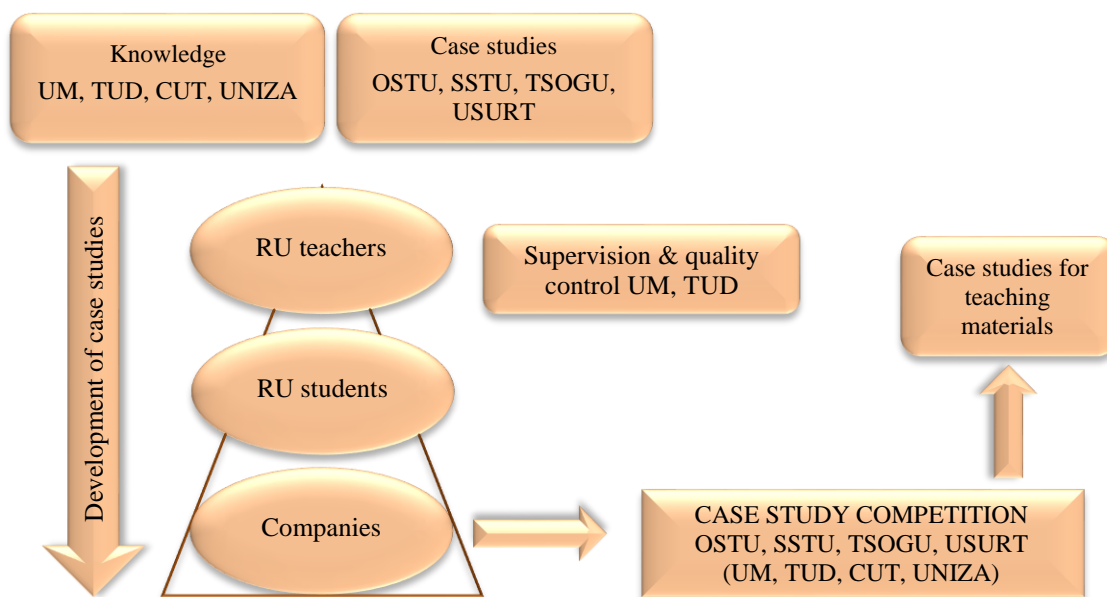 Knowledge
UM, TUD, CUT, UNIZA
Case studies
OSTU, SSTU, TSOGU,
USURT
Development of case studies
RU teachers
Supervision & quality
control UM, TUD
Case studies for
teaching
materials
RU students
Companies
CASE STUDY COMPETITION
OSTU, SSTU, TSOGU, USURT
(UM, TUD, CUT, UNIZA)